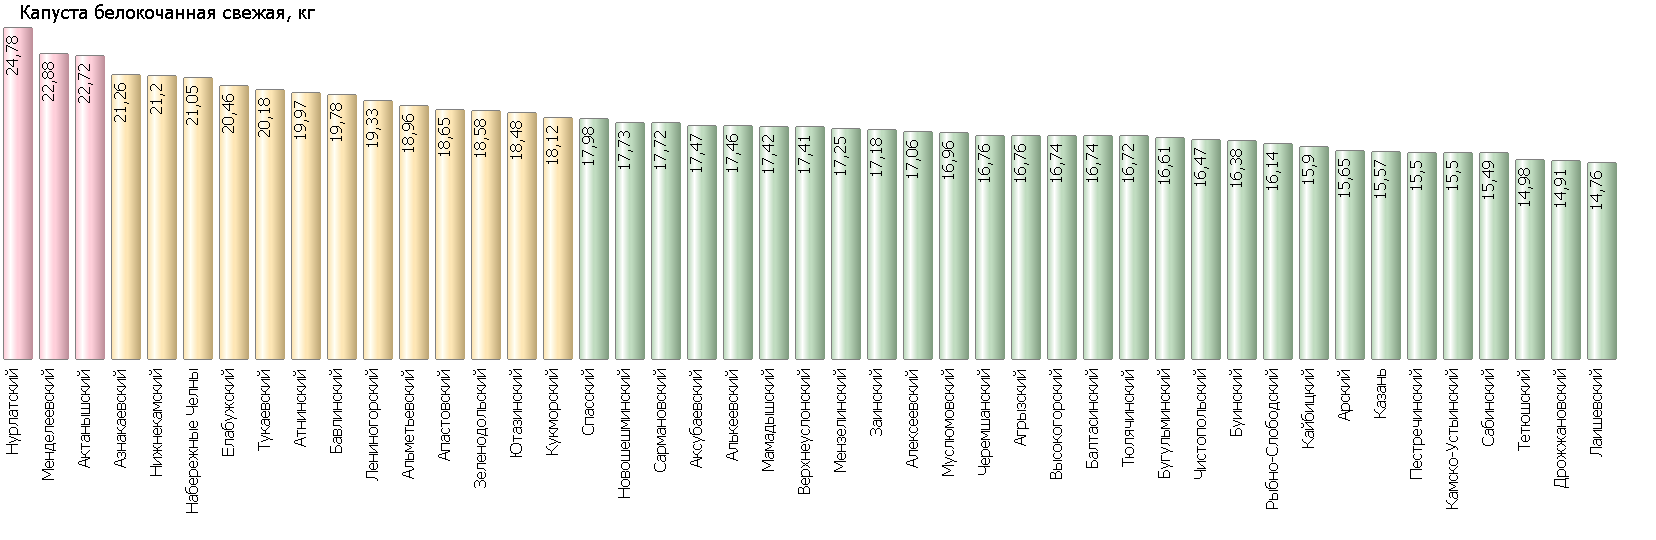 Капуста белокочанная свежая, кг
24,78
22,88
22,72
21,26
21,2
21,05
20,46
20,18
19,97
19,78
19,33
18,96
18,65
18,58
18,48
18,12
17,98
17,73
17,72
17,47
17,46
17,42
17,41
17,25
17,18
17,06
16,96
16,76
16,76
16,74
16,74
16,72
16,61
16,47
16,38
16,14
15,9
15,65
15,57
15,5
15,5
15,49
14,98
14,91
14,76
Нурлатский
Менделеевский
Актанышский
Азнакаевский
Нижнекамский
Набережные Челны
Елабужский
Тукаевский
Атнинский
Бавлинский
Лениногорский
Альметьевский
Апастовский
Зеленодольский
Ютазинский
Кукморский
Спасский
Новошешминский
Сармановский
Аксубаевский
Алькеевский
Мамадышский
Верхнеуслонский
Мензелинский
Заинский
Алексеевский
Муслюмовский
Черемшанский
Агрызский
Высокогорский
Балтасинский
Тюлячинский
Бугульминский
Чистопольский
Буинский
Рыбно-Слободский
Кайбицкий
Арский
Казань
Пестречинский
Камско-Устьинский
Сабинский
Тетюшский
Дрожжановский
Лаишевский